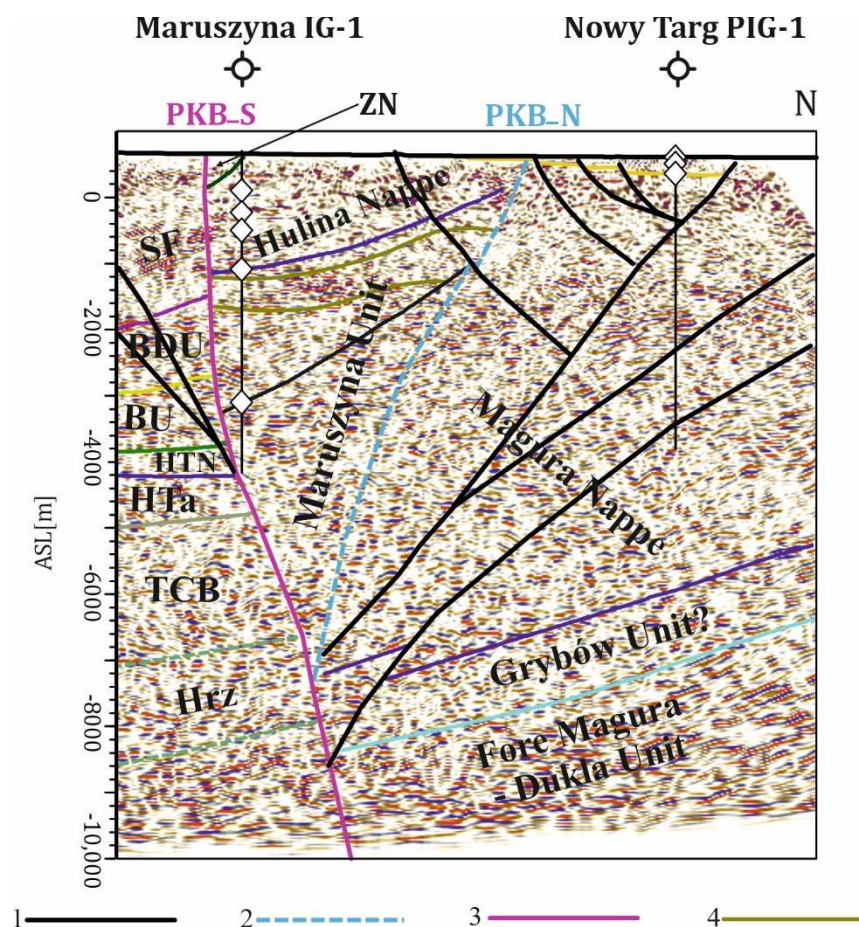 Maruszyna IG-1
Nowy Targ PIG-1
PKB-S
ZN
PKB-N
N
0
-2000
-4000
-6000
-8000
-10,000
ASL[m]
SF
Hulina Nappe
BDU
BU
HTN
HTa
TCB
Hrz
Maruszyna Unit
Magura Nappe
Grybów Unit?
Fore Magura
- Dukla Unit
1
2
3
4